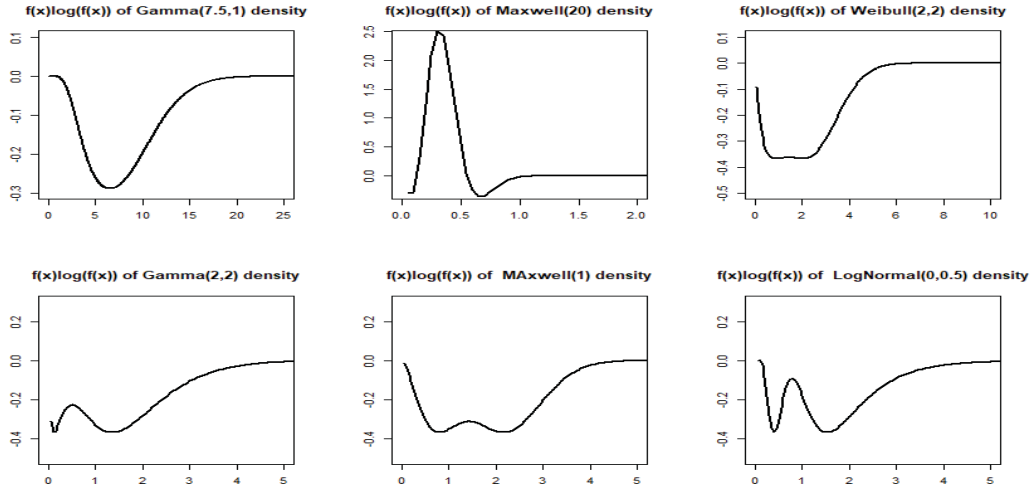 f(x)log(f(x)) of Gamma(7.5,1) density
0.1
0.0
-0.1
-0.2
-0.3
0 5 10 15 20 25
f(x)log(f(x)) of Maxwell(20) density
2.5
2.0
1.5
1.0
0.5
0.0
0.0 0.5 1.0 1.5 2.0
f(x)log(f(x)) of Weibull(2,2) density
0.1
0.0
-0.1
-0.2
-0.3
-0.4
-0.5
0 2 4 6 8 10
f(x)log(f(x)) of Gamma(2,2) density
0.2
0.0
-0.2
-0.4
0 1 2 3 4 5
f(x)log(f(x)) of MAxwell(1) density
0.2
0.0
-0.2
-0.4
0 1 2 3 4 5
f(x)log(f(x)) of LogNormal(0,0.5) density
0.2
0.0
-0.2
-0.4
0 1 2 3 4 5